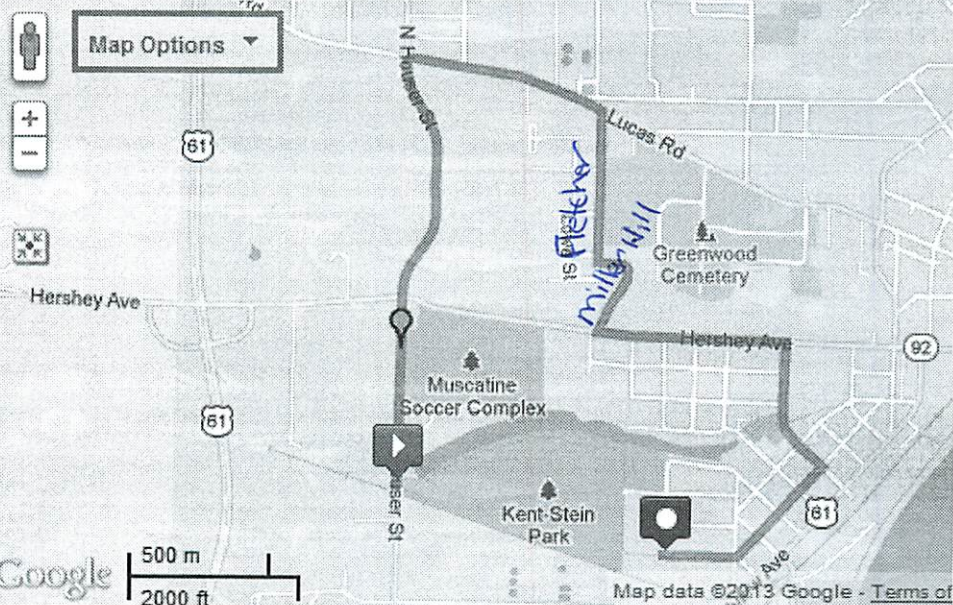 Map Options
N Houser St
61
Lucas Rd
Fletcher
St
Miller Hill
Greenwood
Cemetery
Hershey Ave
Hershey Ave
92
Muscatine
Soccer Complex
61
user St
Kent-Stein
Park
61
Ave
Google
500 m
2000 ft
Map data ©2013 Google - Terms of